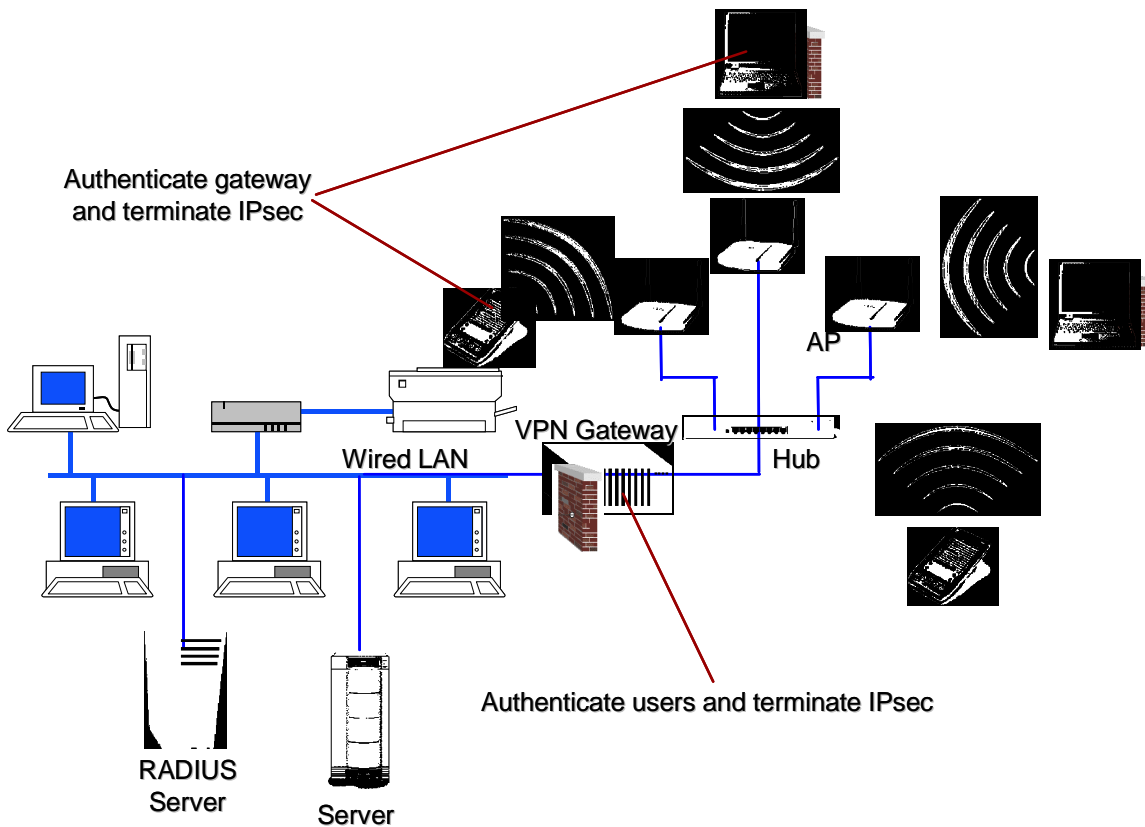 Authenticate gateway
and terminate IPsec
AP
VPN Gateway
Wired LAN
Hub
Authenticate users and terminate IPsec
RADIUS
Server
Server